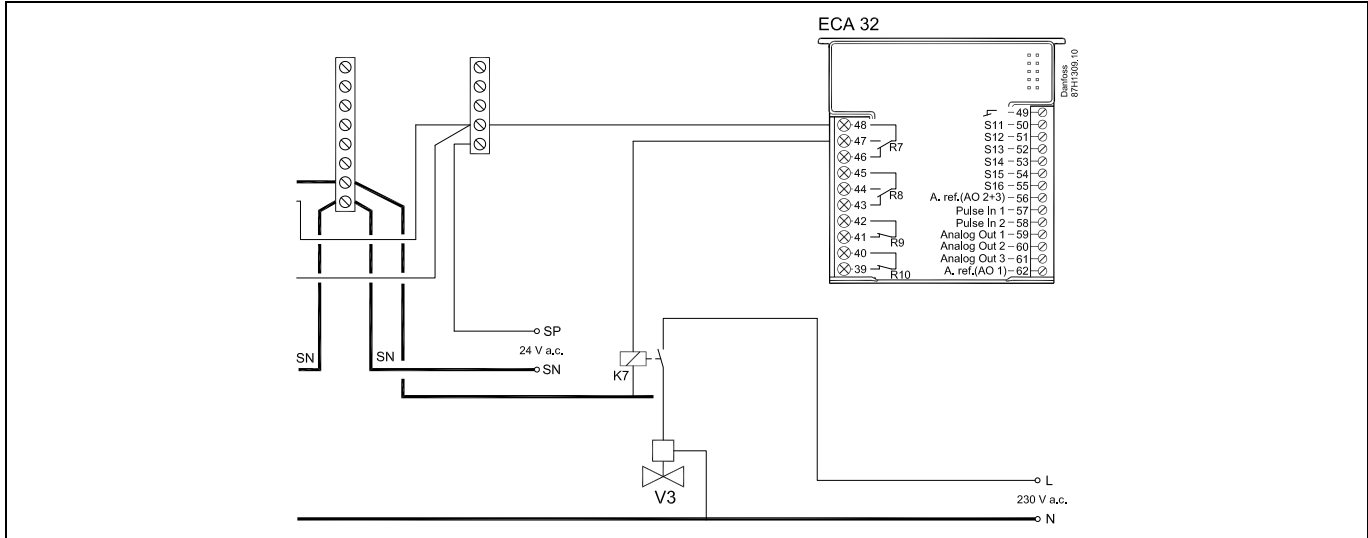 ECA 32
Danfoss
87H1309.10
48
47
46
R7
45
44
43
R8
42
41
R9
40
39
R10
49
S11 - 50
S12 - 51
S13 - 52
S14 - 53
S15 - 54
S16 - 55
A. ref.(AO 2+3) - 56
Pulse In 1 - 57
Pulse In 2 - 58
Analog Out 1 - 59
Analog Out 2 - 60
Analog Out 3 - 61
A. ref.(AO 1) - 62
SP
24 V a.c.
SN
SN
SN
K7
V3
L
230 V a.c.
N